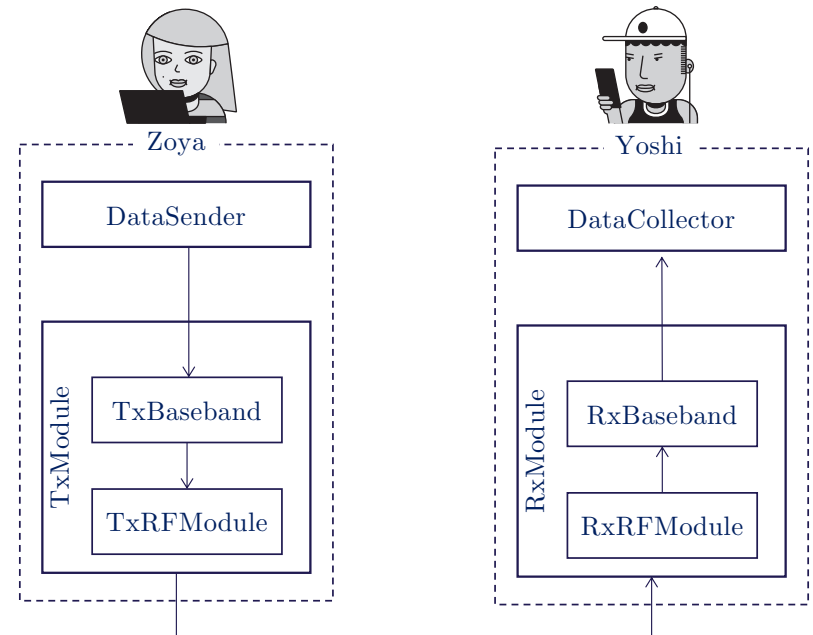 Zoya
DataSender
TxModule
TxBaseband
TxRFModule
Yoshi
DataCollector
RxModule
RxBaseband
RxRFModule